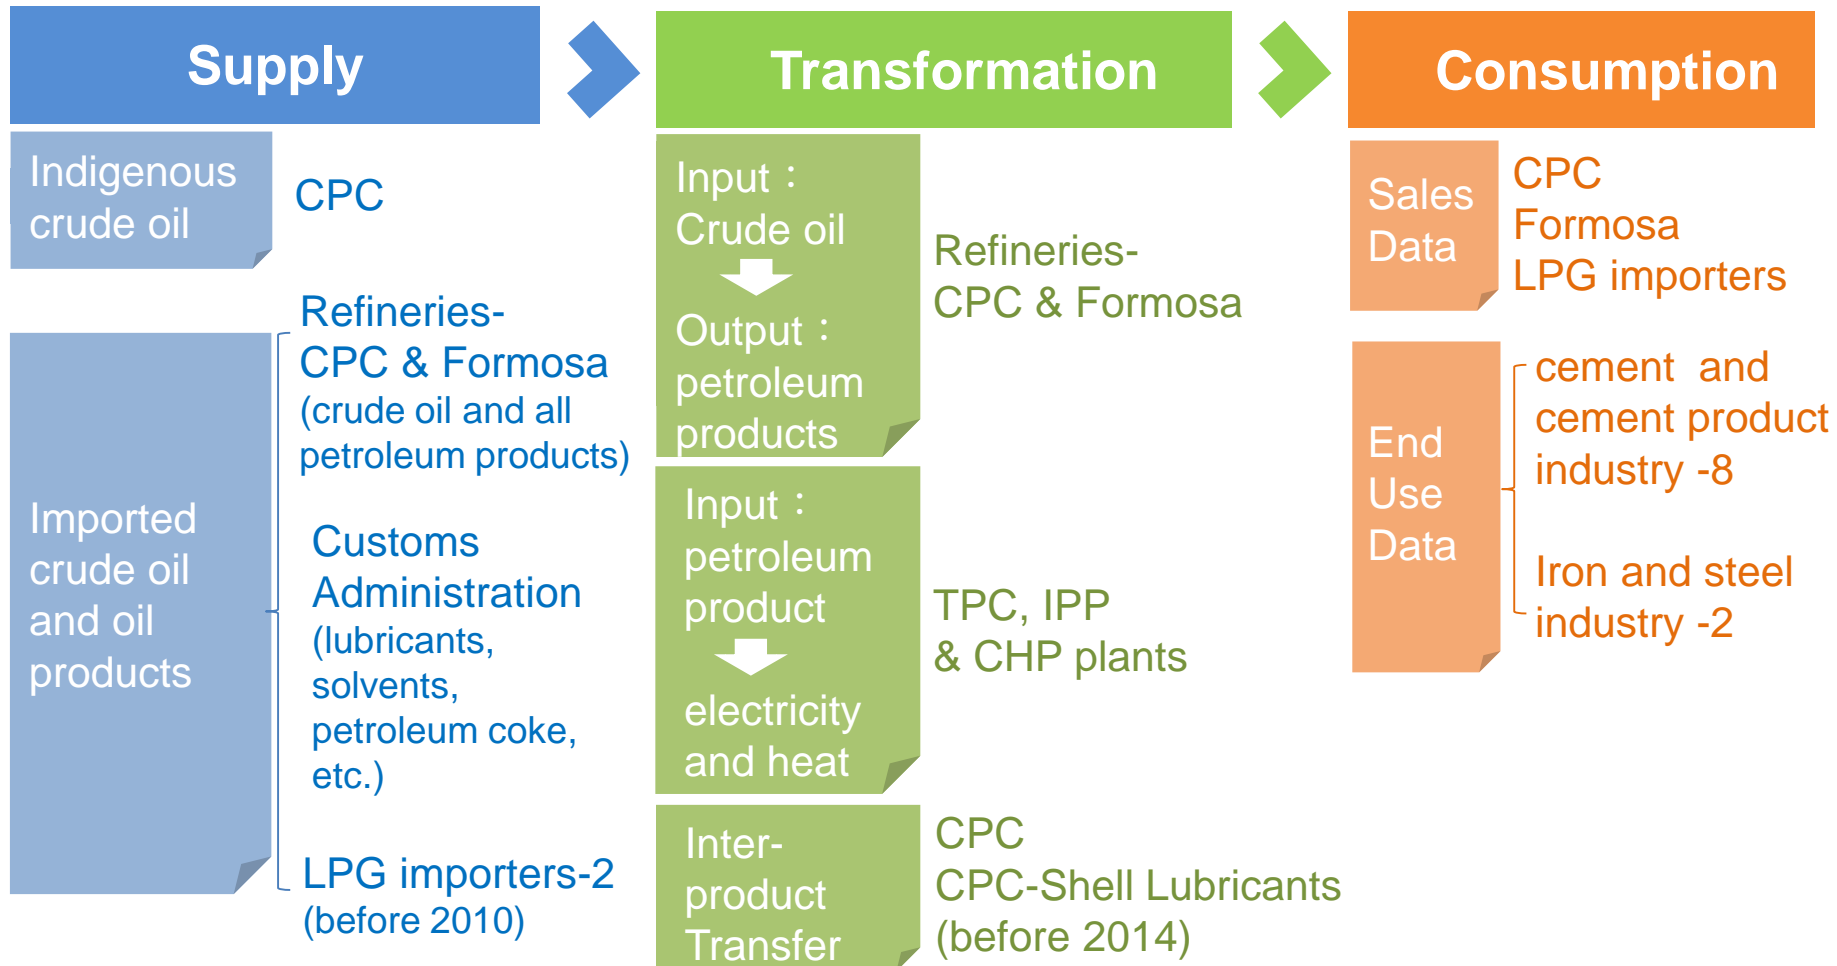 Supply
Indigenous
crude oil
CPC
Imported
crude oil
and oil
products
Refineries-
CPC & Formosa
(crude oil and all
petroleum products)
Customs
Administration
(lubricants,
solvents,
petroleum coke,
etc.)
LPG importers-2
(before 2010)
Transformation
Input：
Crude oil
Output：
petroleum
products
Refineries-
CPC & Formosa
Input：
petroleum
product
electricity
and heat
TPC, IPP
& CHP plants
Inter-
product
Transfer
CPC
CPC-Shell Lubricants
(before 2014)
Consumption
Sales
Data
CPC
Formosa
LPG importers
End
Use
Data
cement and
cement product
industry -8
Iron and steel
industry -2